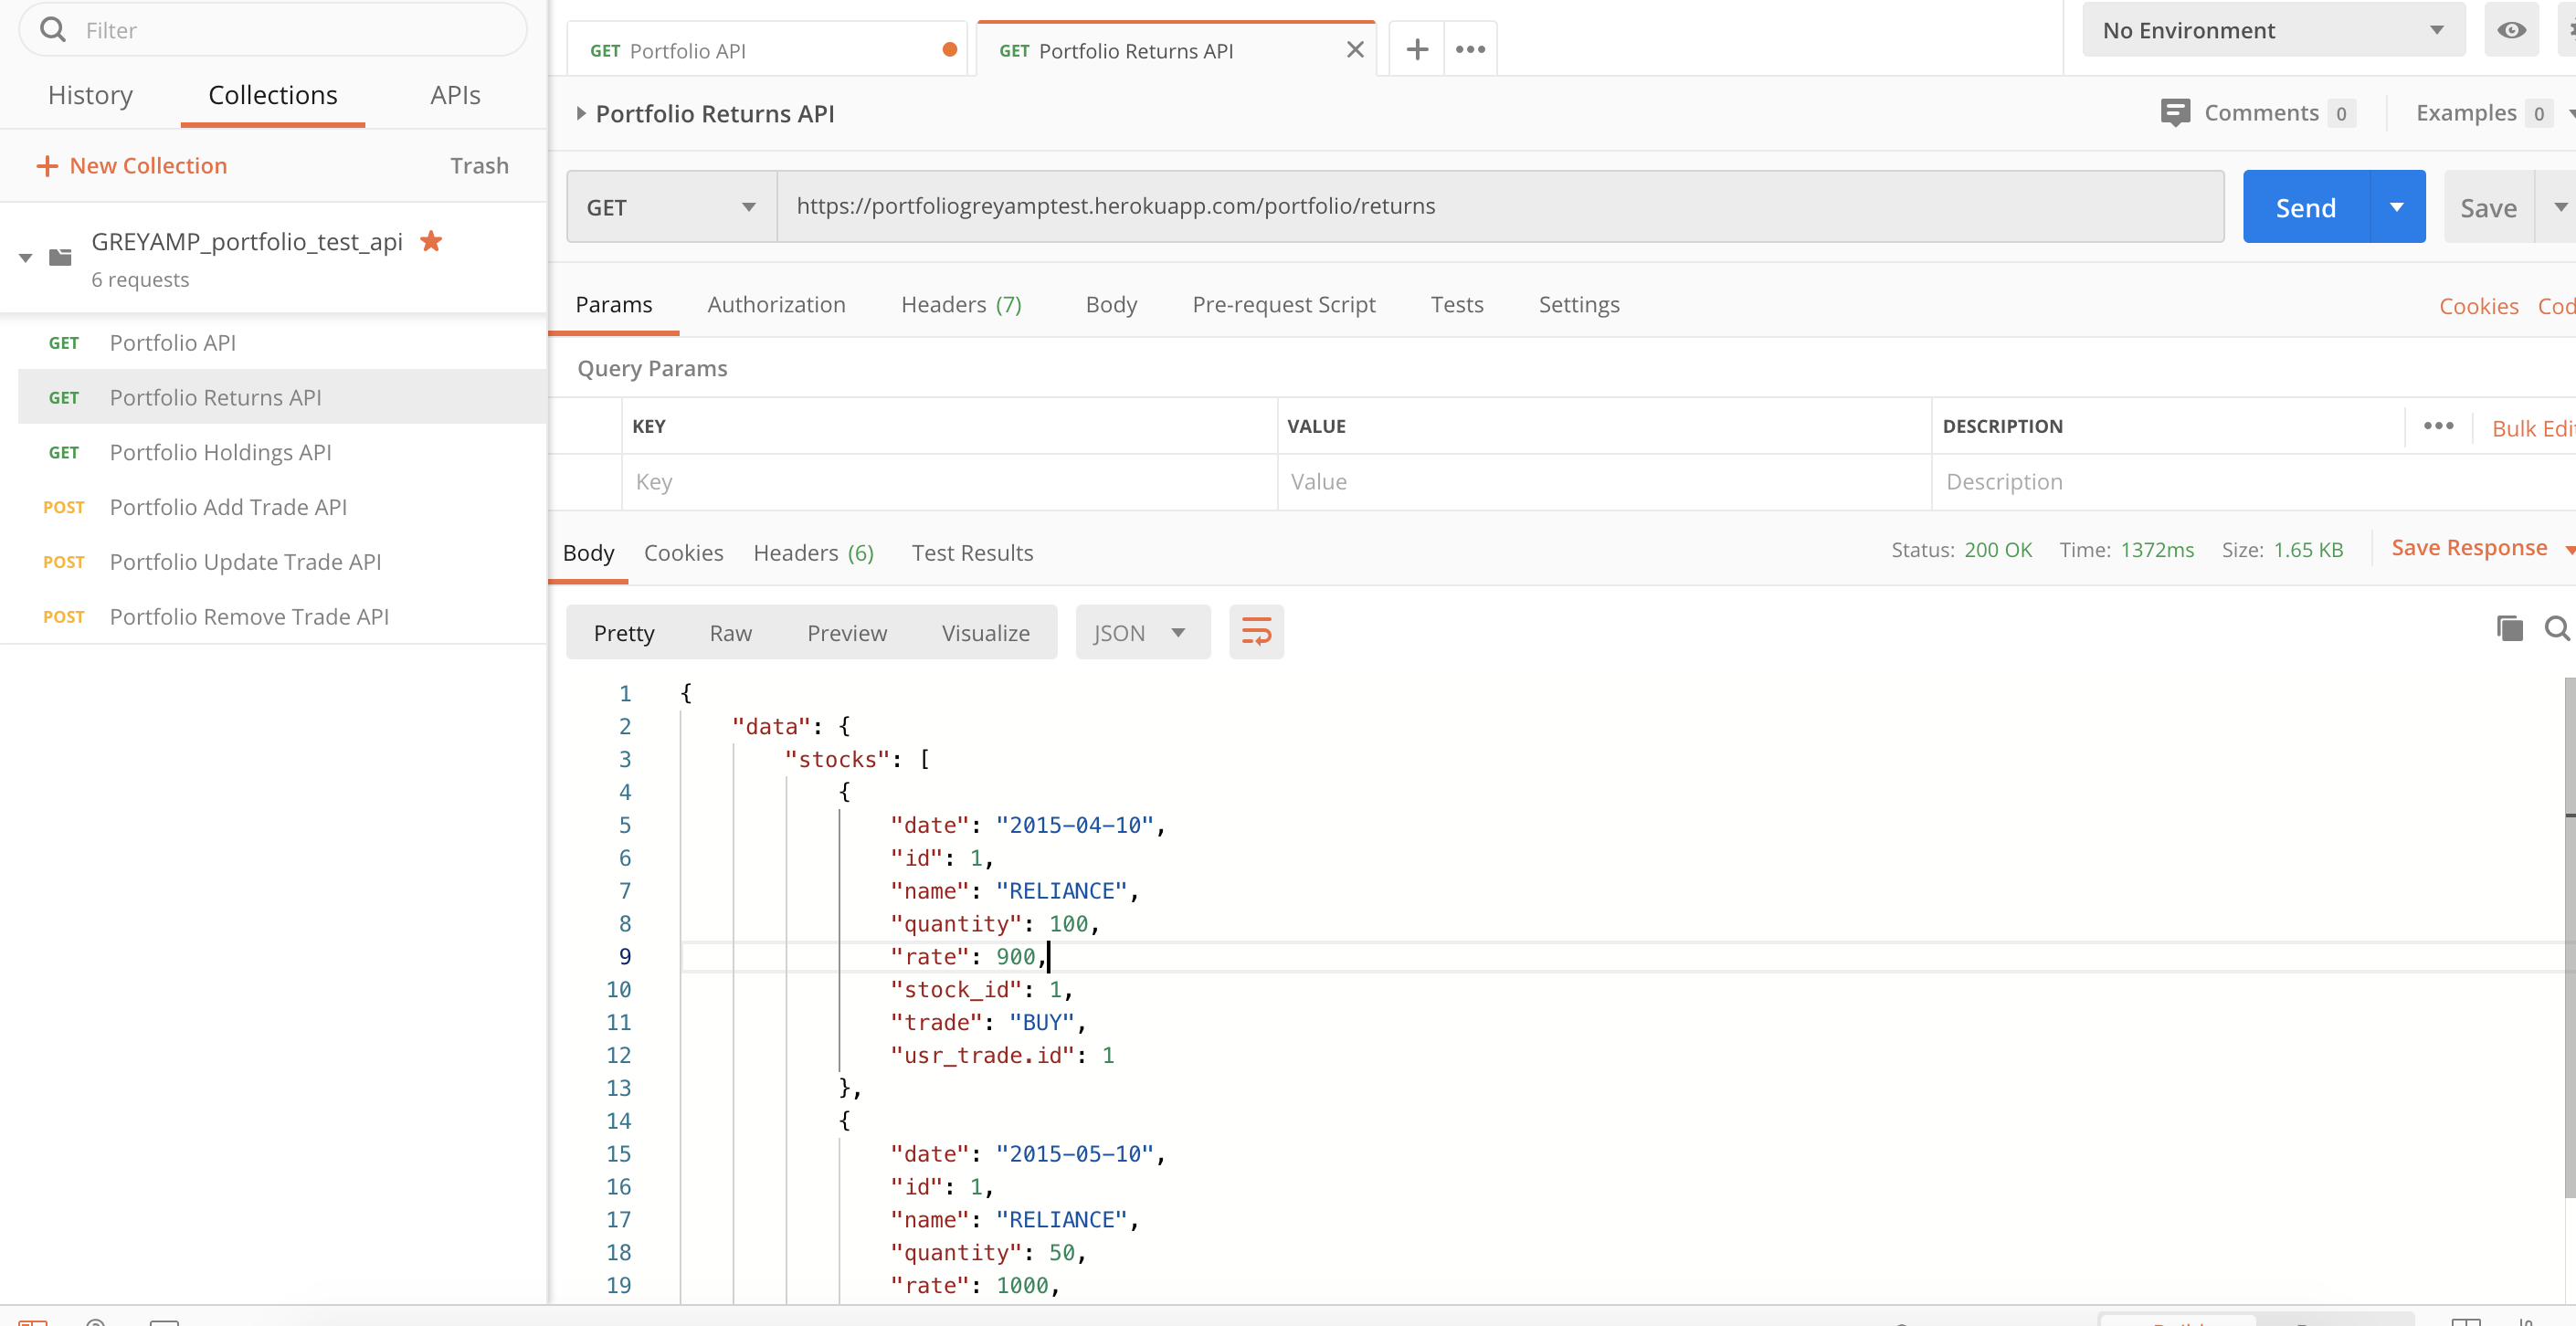 Filter
History Collections APIs
+ New Collection Trash
GREYAMP_portfolio_test_api
6 requests
GET Portfolio API
GET Portfolio Returns API
GET Portfolio Holdings API
POST Portfolio Add Trade API
POST Portfolio Update Trade API
POST Portfolio Remove Trade API
GET Portfolio API
GET Portfolio Returns API
No Environment
Portfolio Returns API
Comments 0 Examples 0
GET https://portfoliogreyamptest.herokuapp.com/portfolio/returns Send Save
Params Authorization Headers (7) Body Pre-request Script Tests Settings Cookies Cod
Query Params
KEY VALUE DESCRIPTION Bulk Edi
Key Value Description
Body Cookies Headers (6) Test Results Status: 200 OK Time: 1372ms Size: 1.65 KB Save Response
Pretty Raw Preview Visualize JSON
1 {
2 "data": {
3 "stocks": [
4 {
5 "date": "2015-04-10",
6 "id": 1,
7 "name": "RELIANCE",
8 "quantity": 100,
9 "rate": 900,
10 "stock_id": 1,
11 "trade": "BUY",
12 "usr_trade.id": 1
13 },
14 {
15 "date": "2015-05-10",
16 "id": 1,
17 "name": "RELIANCE",
18 "quantity": 50,
19 "rate": 1000,